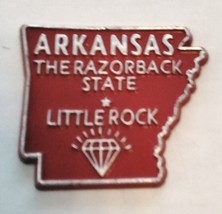 ARKANSAS
THE RAZORBACK
STATE
LITTLE ROCK